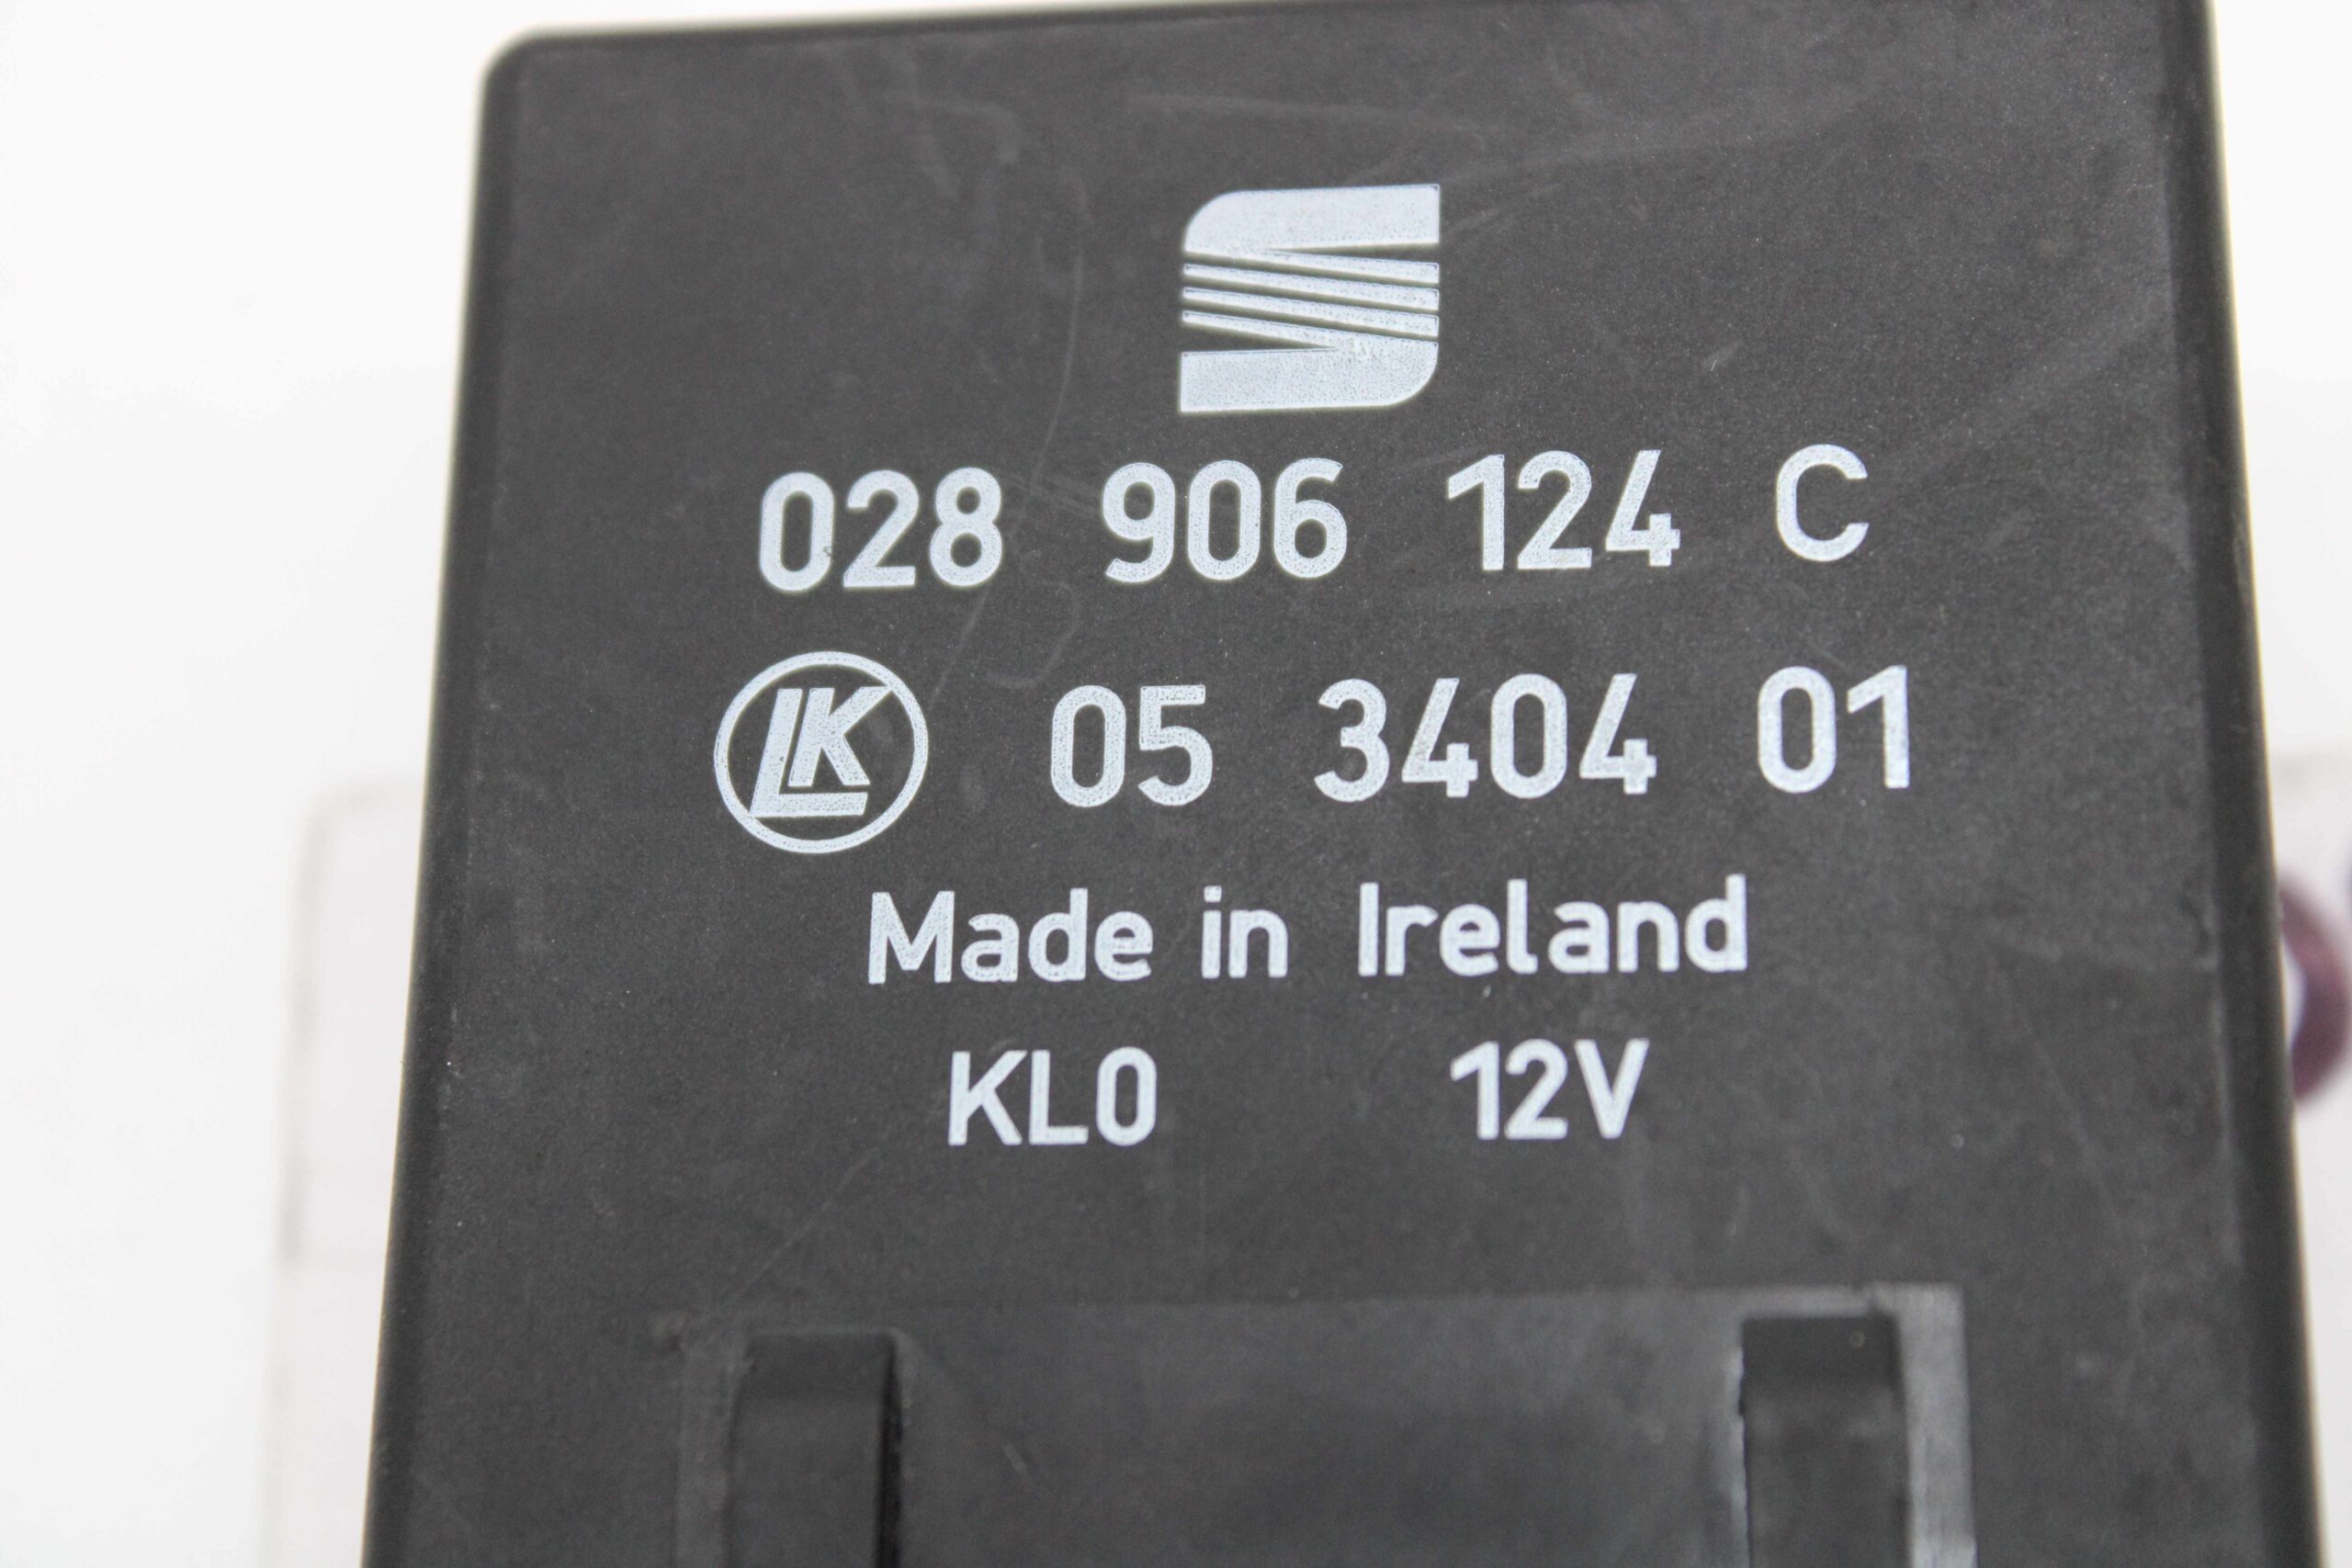 S
028 906 124 C
LK 05 3404 01
Made in Ireland
KL0 12V